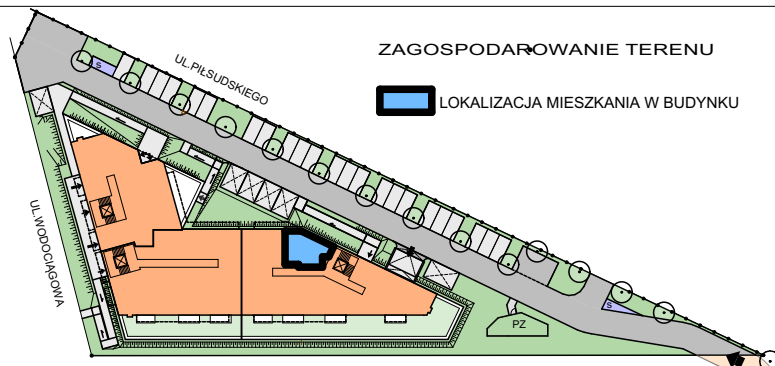 ZAGOSPODAROWANIE TERENU
UL.PIŁSUDSKIEGO
LOKALIZACJA MIESZKANIA W BUDYNKU
UL.WODOCIĄGOWA
Ś
Ś
PZ